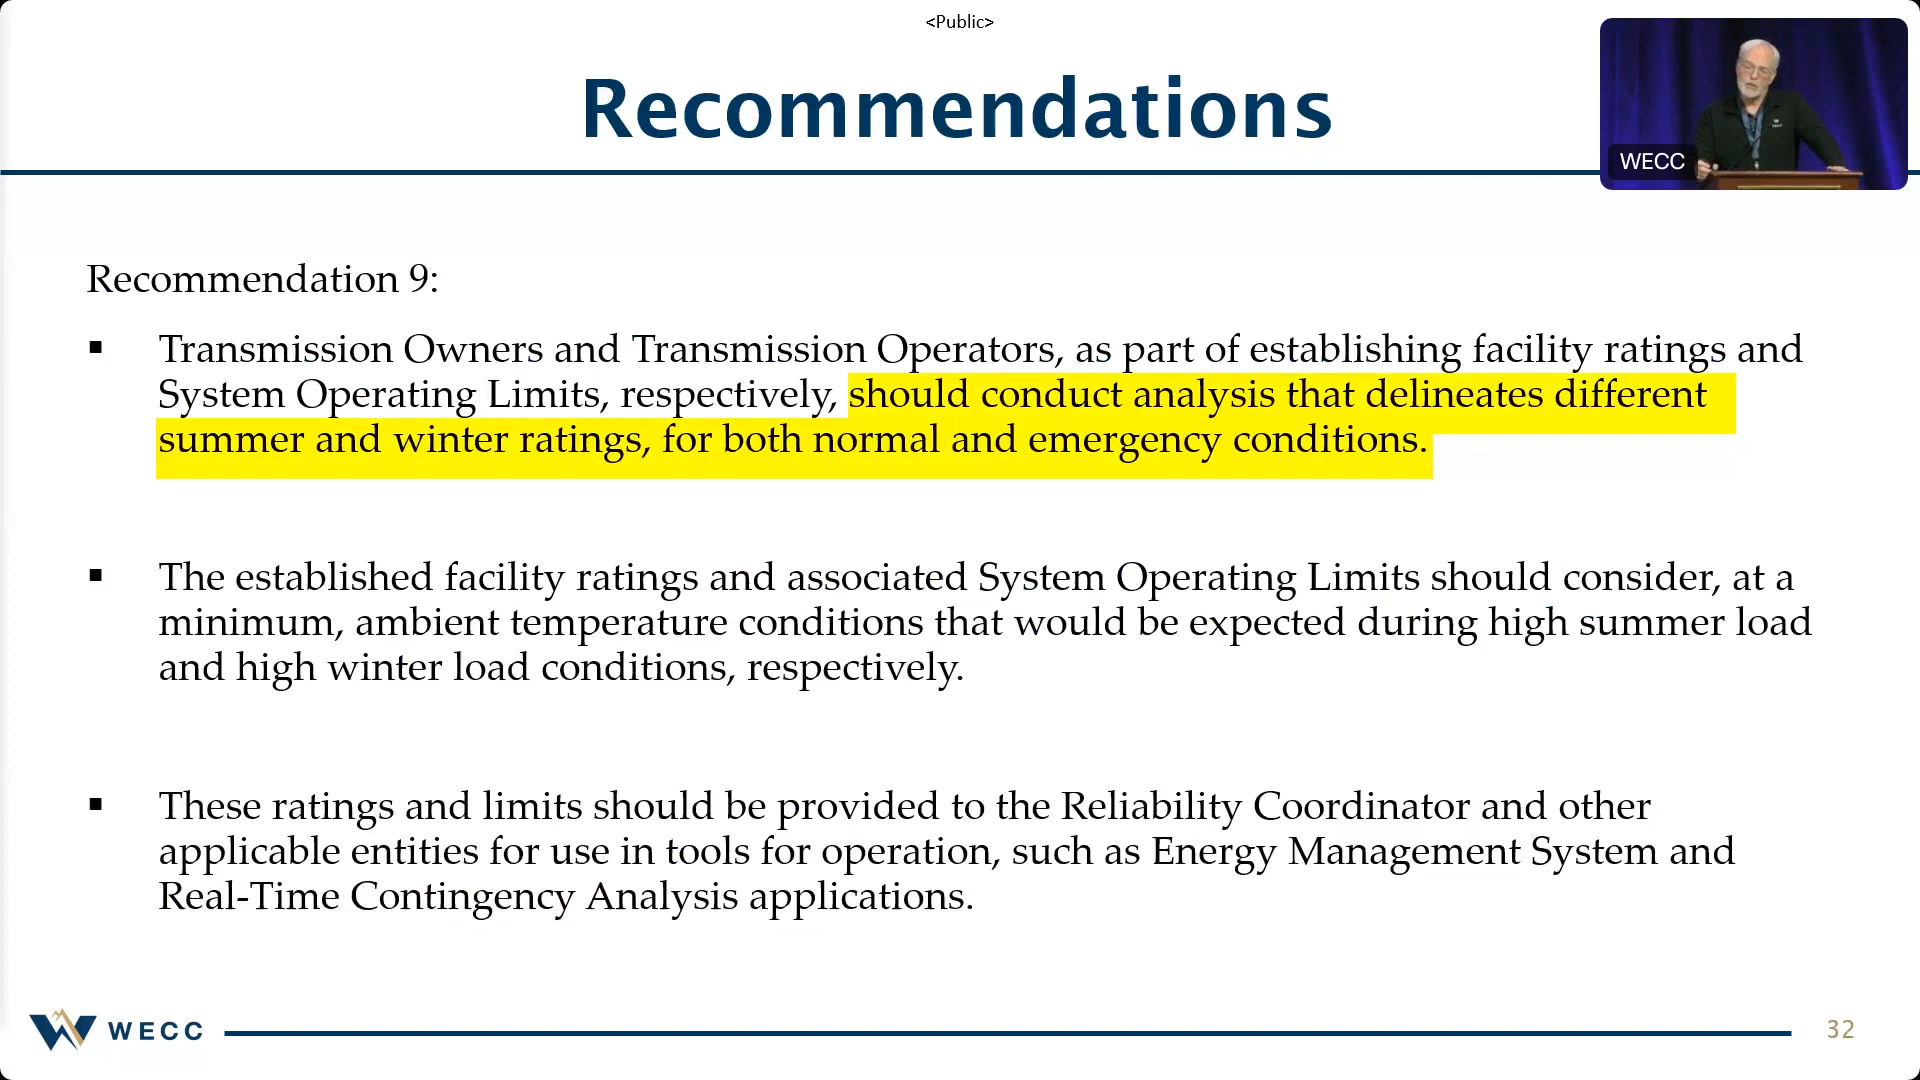 <Public>
Recommendations
WECC
Recommendation 9:
▪ Transmission Owners and Transmission Operators, as part of establishing facility ratings and
System Operating Limits, respectively, should conduct analysis that delineates different
summer and winter ratings, for both normal and emergency conditions.
▪ The established facility ratings and associated System Operating Limits should consider, at a
minimum, ambient temperature conditions that would be expected during high summer load
and high winter load conditions, respectively.
▪ These ratings and limits should be provided to the Reliability Coordinator and other
applicable entities for use in tools for operation, such as Energy Management System and
Real-Time Contingency Analysis applications.
WECC
32